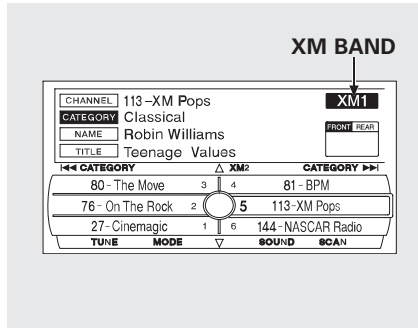 XM BAND
CHANNEL 113-XM Pops XM1
CATEGORY Classical
NAME Robin Williams FRONT REAR
TITLE Teenage Values
CATEGORY XM2 CATEGORY
80-The Move 3 4 81-BPM
76-On The Rock 2 5 113-XM Pops
27-Cinemagic 1 6 144-NASCAR Radio
TUNE MODE SOUND SCAN